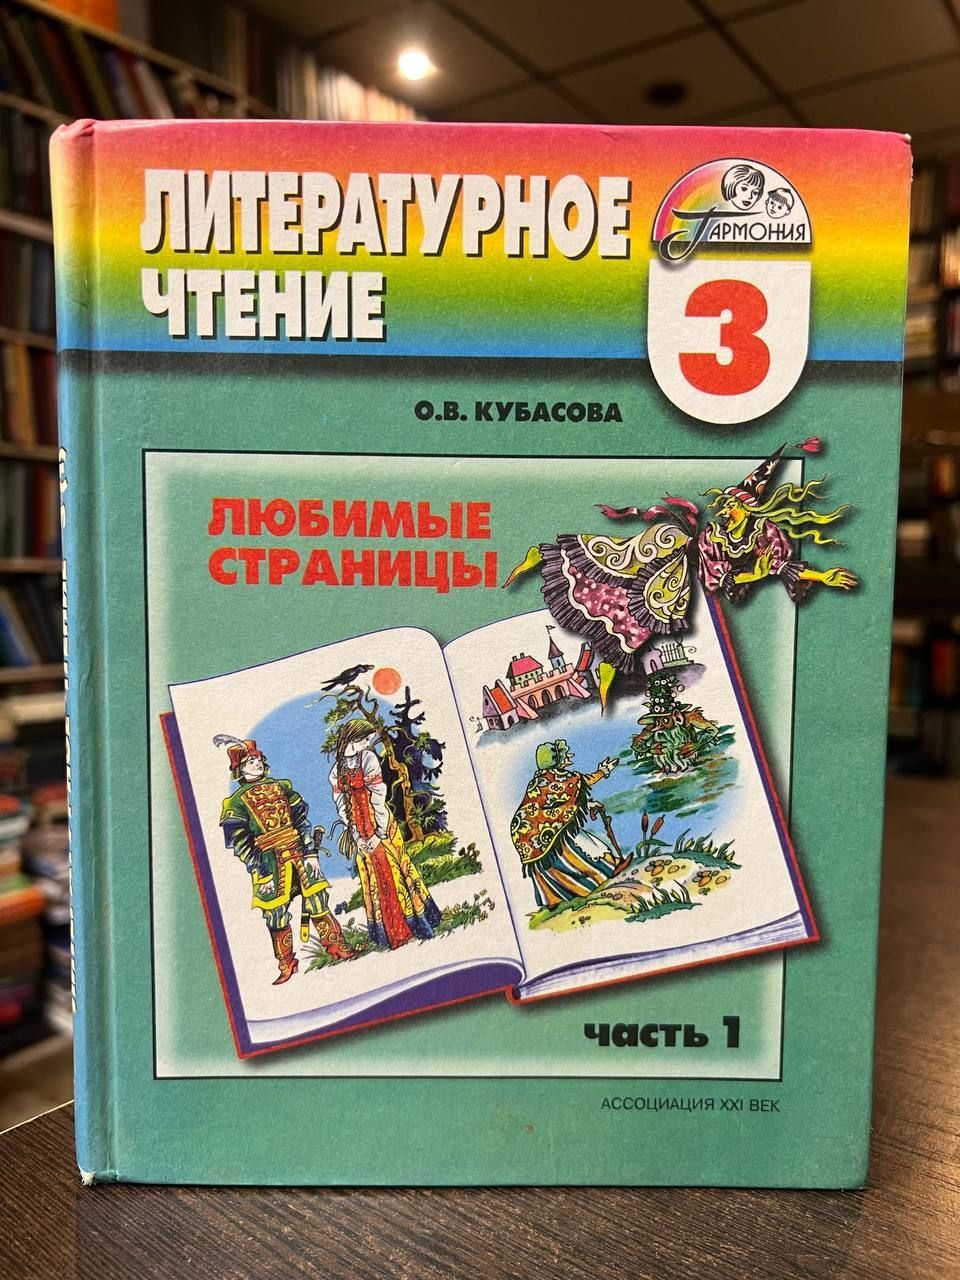 ЛИТЕРАТУРНОЕ
ЧТЕНИЕ
ГАРМОНИЯ
3
О.В. КУБАСОВА
ЛЮБИМЫЕ
СТРАНИЦЫ
часть 1
АССОЦИАЦИЯ XXI ВЕК